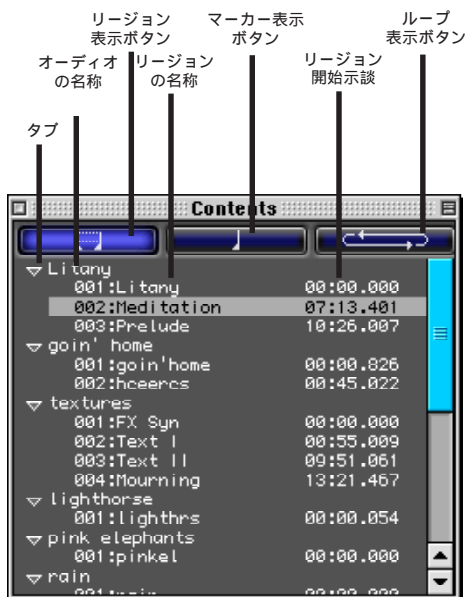 リージョン
表示ボタン
マーカー表示
ボタン
ループ
表示ボタン
オーディオ
の名称
リージョン
の名称
リージョン
開始示談
タブ
Contents
Litany
001:Litany 00:00.000
002:Meditation 07:13.401
003:Prelude 10:26.007
goin' home
001:goin'home 00:00.826
002:hceercs 00:45.022
textures
001:FX Syn 00:00.000
002:Text I 00:55.009
003:Text II 09:51.061
004:Mourning 13:21.467
lighthorse
001:lighthrs 00:00.054
pink elephants
001:pinkel 00:00.000
rain